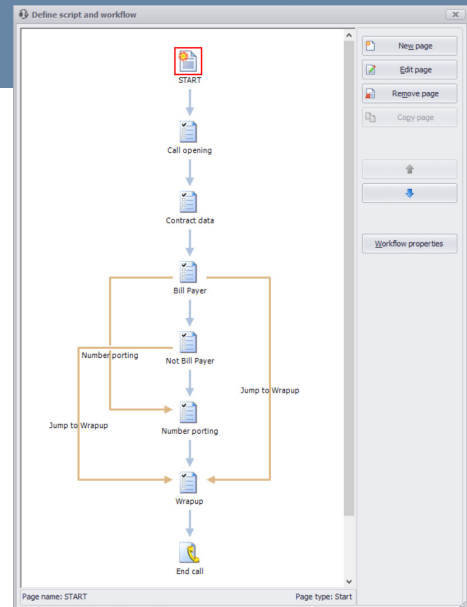 Define script and workflow
START
Call opening
Contract data
Bill Payer
Number porting
Not Bill Payer
Jump to Wrapup
Jump to Wrapup
Number porting
Wrapup
End call
Page name: START
Page type: Start
New page
Edit page
Remove page
Copy page
Workflow properties